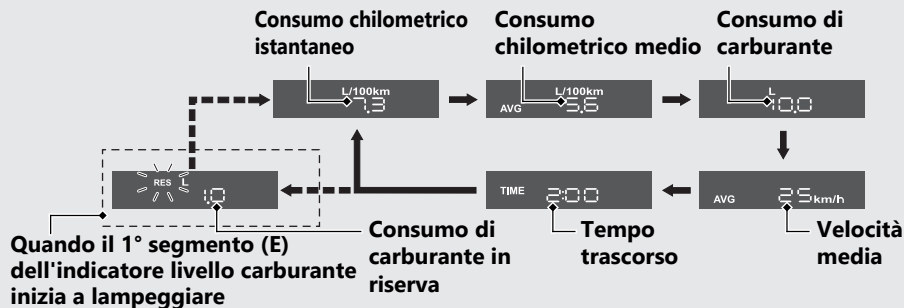 Consumo chilometrico
istantaneo
Consumo
chilometrico medio
Consumo di
carburante
L/100km
7.3
L/100km
AVG 5.6
L
10.0
RES L
1.0
TIME 2:00
AVG 25 km/h
Quando il 1° segmento (E)
dell'indicatore livello carburante
inizia a lampeggiare
Consumo di
carburante in
riserva
Tempo
trascorso
Velocità
media